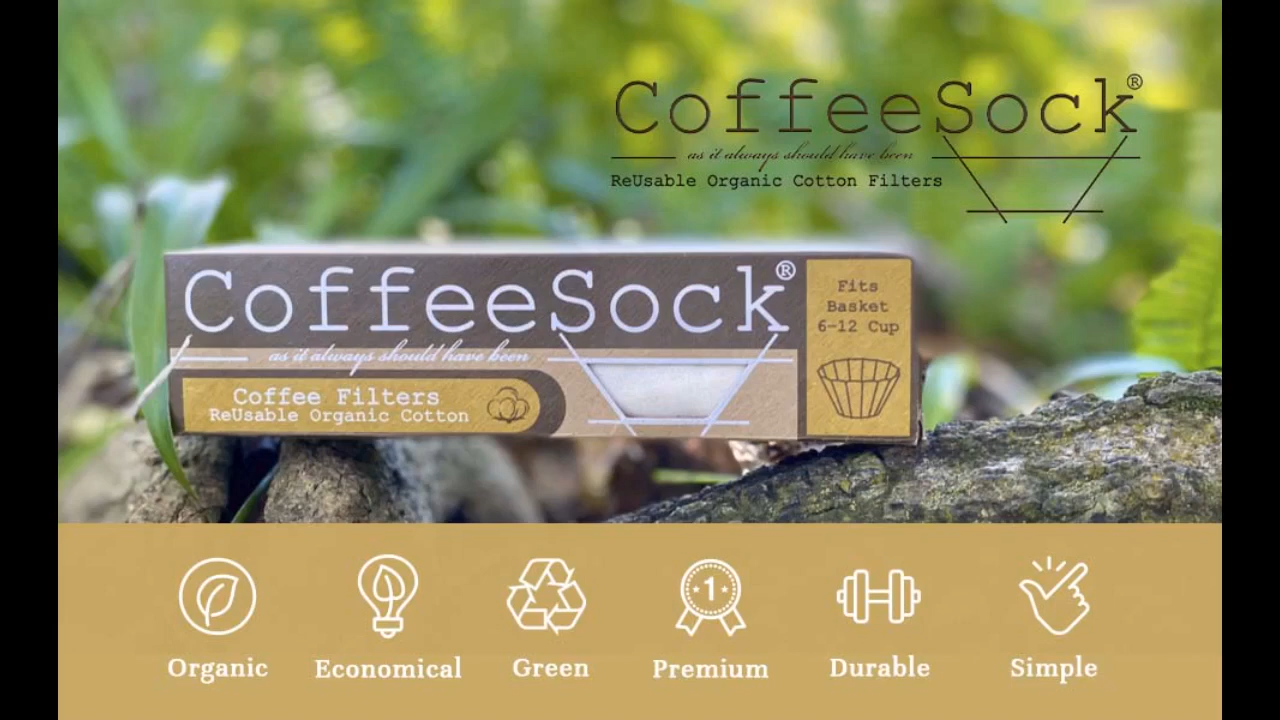 CoffeeSock®
as it always should have been
ReUsable Organic Cotton Filters
CoffeeSock®
as it always should have been
Coffee Filters
ReUsable Organic Cotton
Fits
Basket
6-12 Cup
1
Organic
Economical
Green
Premium
Durable
Simple